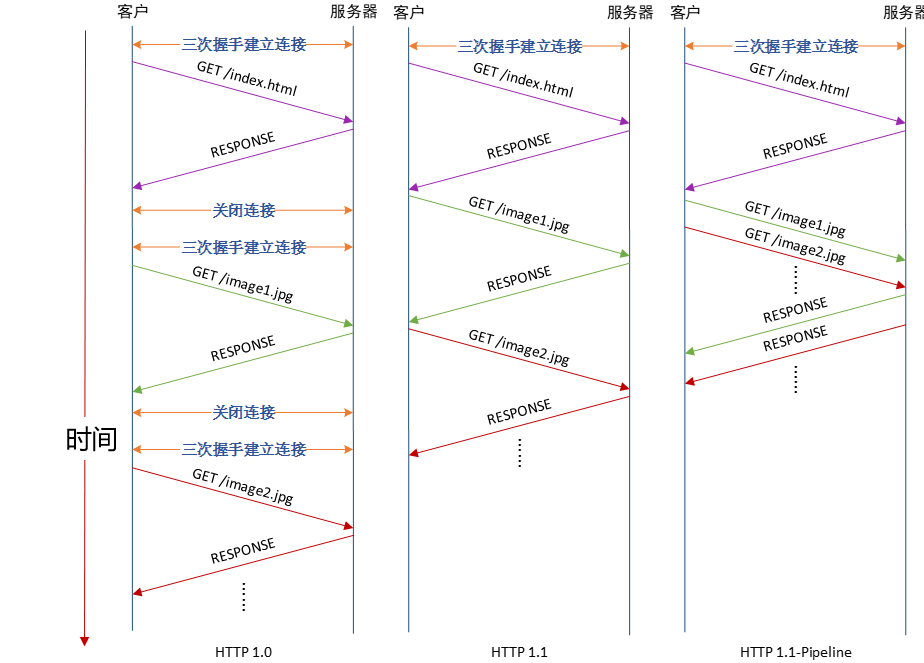 客户
服务器
三次握手建立连接
GET /index.html
RESPONSE
关闭连接
三次握手建立连接
GET /image1.jpg
RESPONSE
关闭连接
三次握手建立连接
GET /image2.jpg
RESPONSE
HTTP 1.0
客户
服务器
三次握手建立连接
GET /index.html
RESPONSE
GET /image1.jpg
RESPONSE
GET /image2.jpg
RESPONSE
HTTP 1.1
客户
服务器
三次握手建立连接
GET /index.html
RESPONSE
GET /image1.jpg
GET /image2.jpg
RESPONSE
RESPONSE
HTTP 1.1-Pipeline
时间